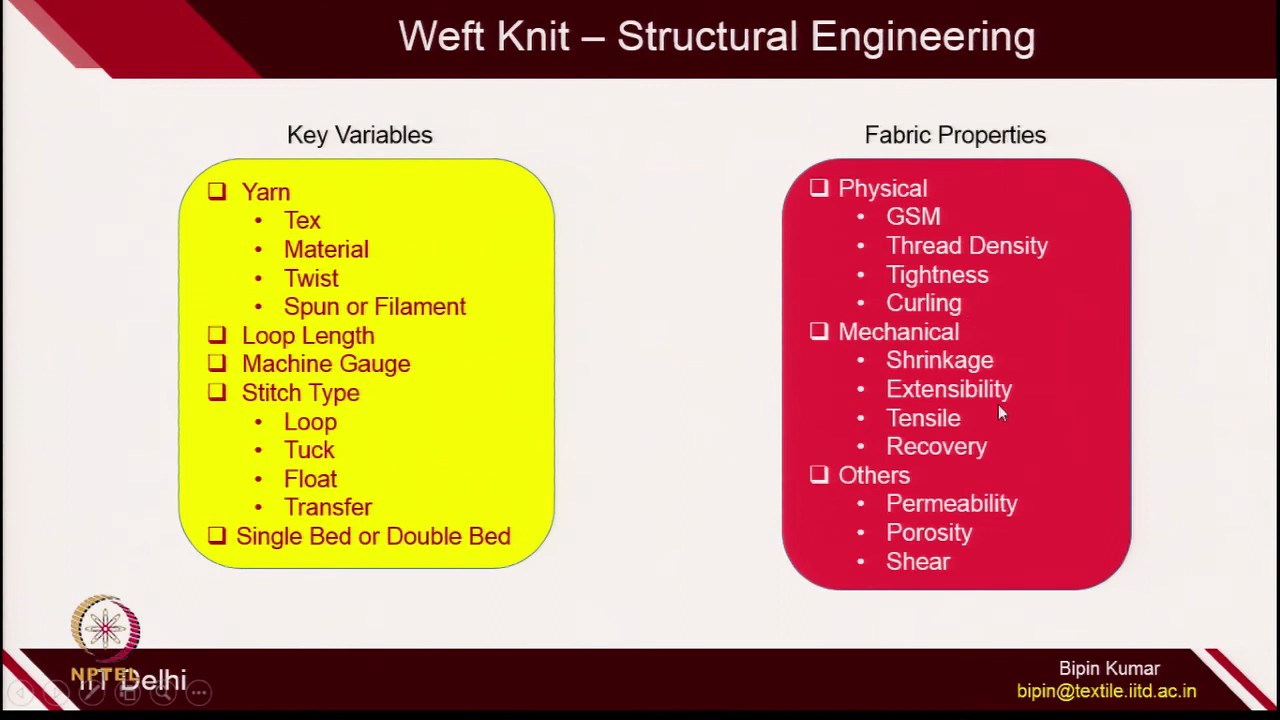 Weft Knit – Structural Engineering
Key Variables
❑ Yarn
• Tex
• Material
• Twist
• Spun or Filament
❑ Loop Length
❑ Machine Gauge
❑ Stitch Type
• Loop
• Tuck
• Float
• Transfer
❑ Single Bed or Double Bed
Fabric Properties
❑ Physical
• GSM
• Thread Density
• Tightness
• Curling
❑ Mechanical
• Shrinkage
• Extensibility
• Tensile
• Recovery
❑ Others
• Permeability
• Porosity
• Shear
NPTEL
IIT Delhi
Bipin Kumar
bipin@textile.iitd.ac.in